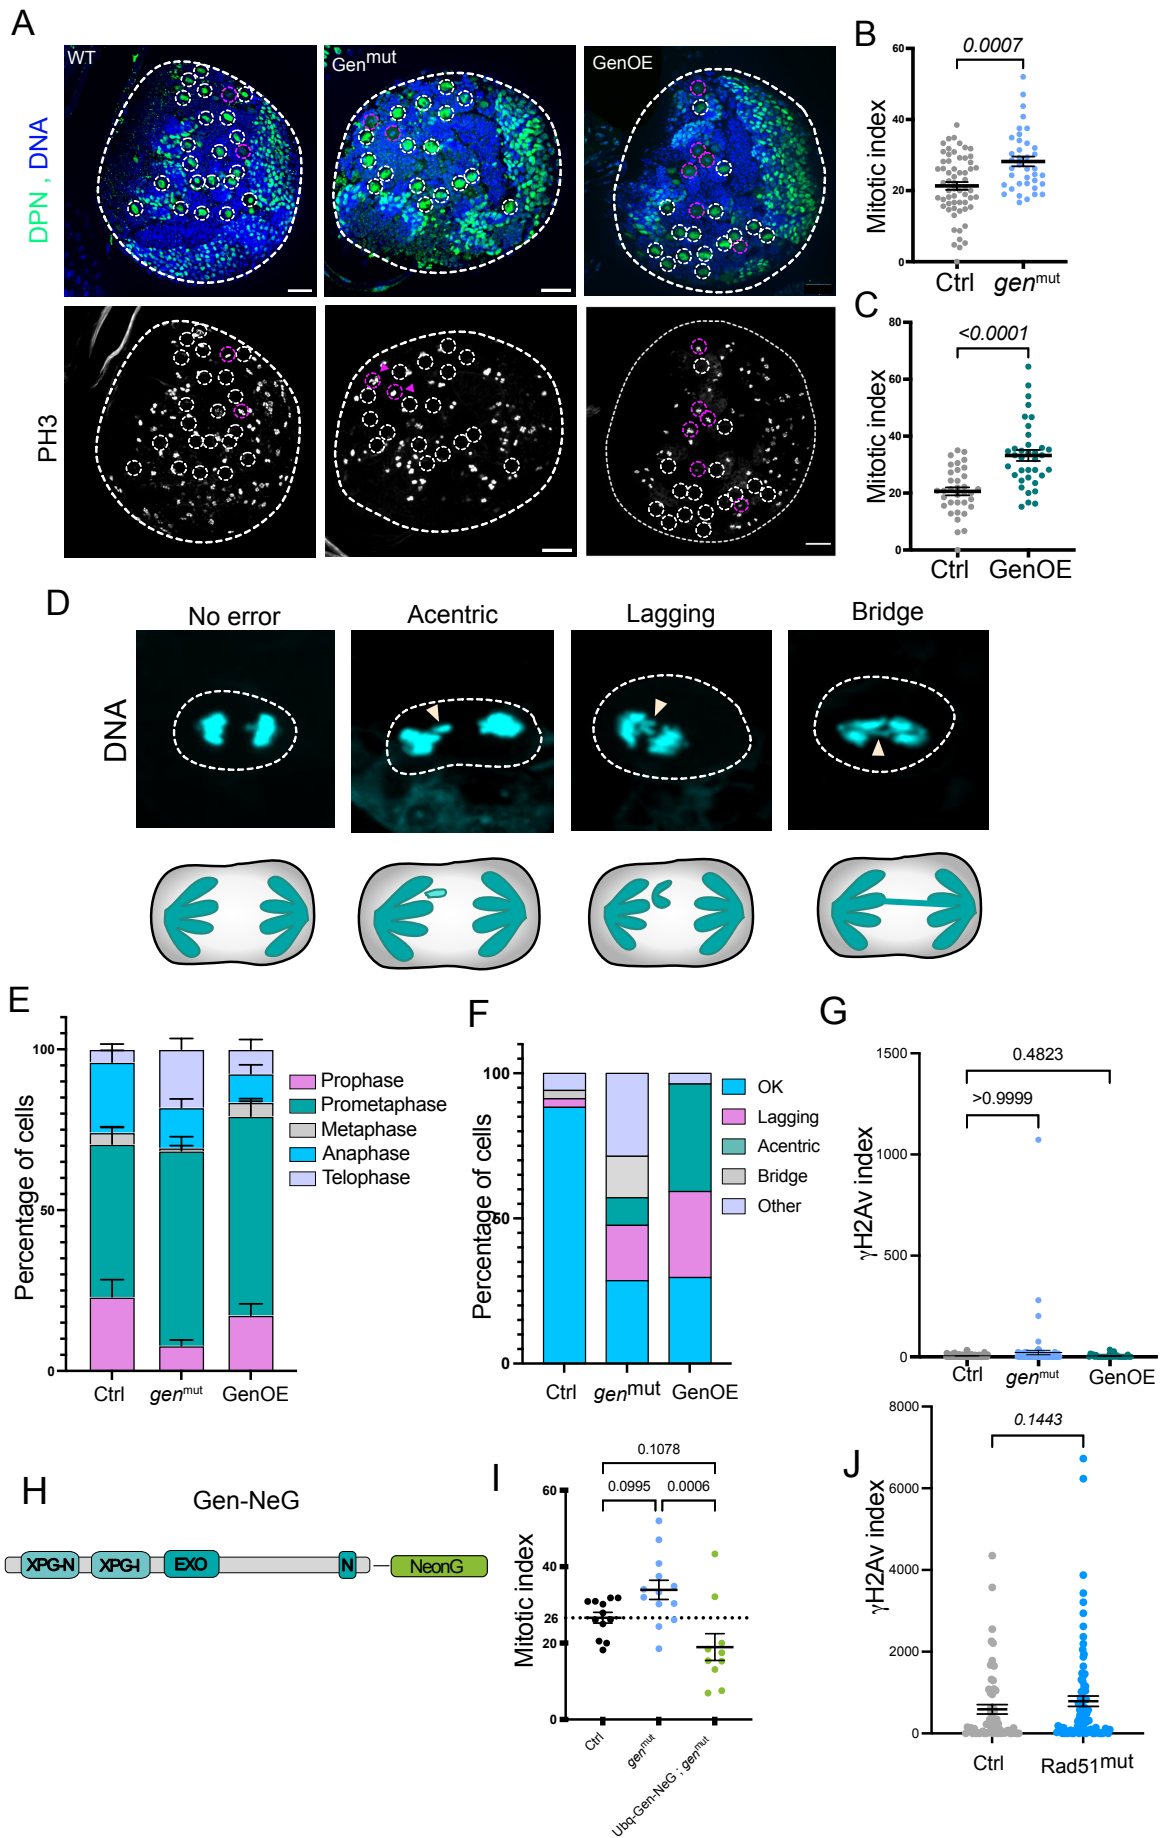 A
WT
Gen^mut
GenOE
DPN , DNA
PH3
B
0.0007
Mitotic index
60
40
20
0
Ctrl
gen^mut
C
<0.0001
Mitotic index
80
60
40
20
0
Ctrl
GenOE
D
No error
Acentric
Lagging
Bridge
DNA
E
Percentage of cells
100
50
0
Ctrl
gen^mut
GenOE
Prophase
Prometaphase
Metaphase
Anaphase
Telophase
F
Percentage of cells
100
50
0
Ctrl
gen^mut
GenOE
OK
Lagging
Acentric
Bridge
Other
G
γH2Av index
1500
1000
500
0
0.4823
>0.9999
Ctrl
gen^mut
GenOE
H
Gen-NeG
XPG-N
XPG-I
EXO
N
NeonG
I
Mitotic index
60
40
26
20
0
0.1078
0.0995
0.0006
Ctrl
gen^mut
Ubq-Gen-NeG ; gen^mut
J
γH2Av index
8000
6000
4000
2000
0
0.1443
Ctrl
Rad51^mut